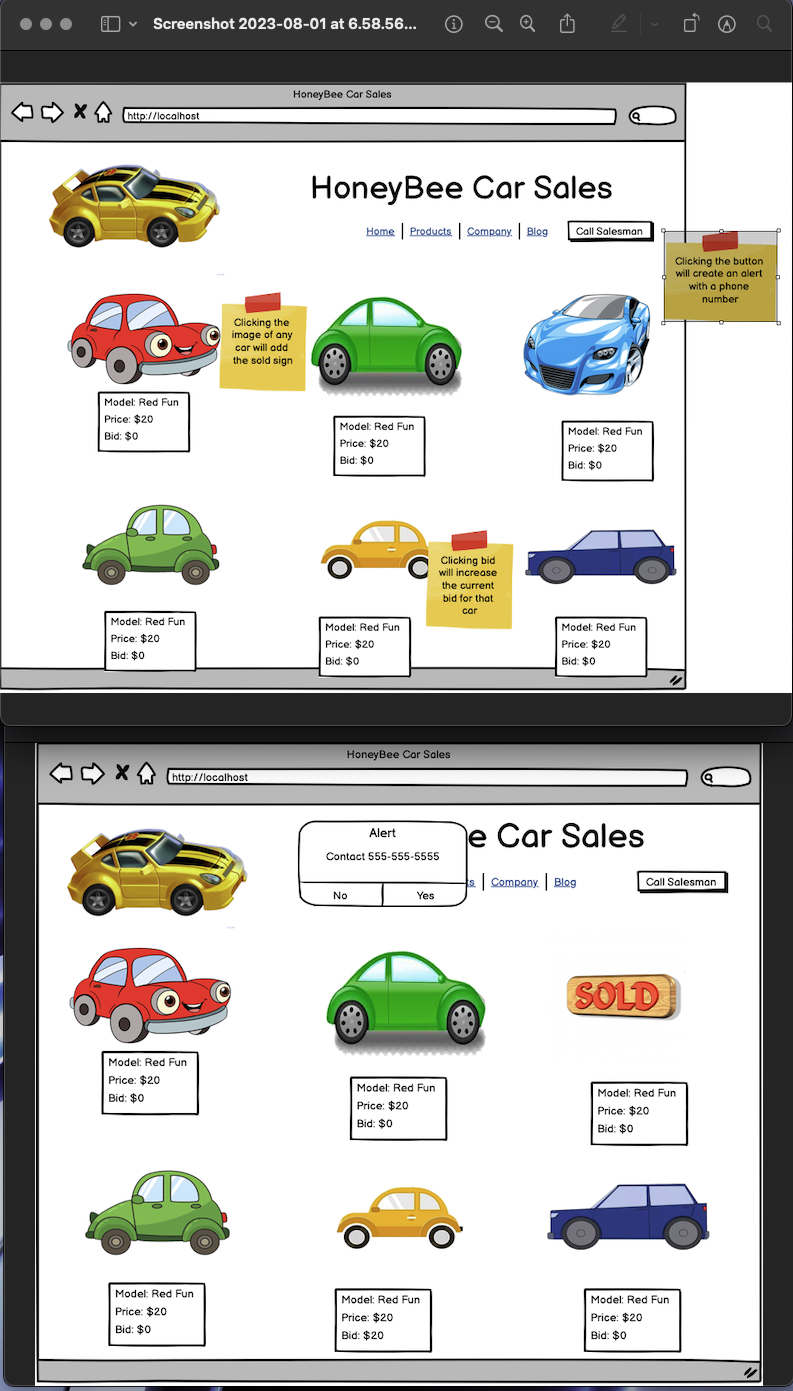 Screenshot 2023-08-01 at 6.58.56...
HoneyBee Car Sales
http://localhost
HoneyBee Car Sales
Home
Products
Company
Blog
Call Salesman
Clicking the button
will create an alert
with a phone
number
Clicking the
image of any
car will add
the sold sign
Model: Red Fun
Price: $20
Bid: $0
Model: Red Fun
Price: $20
Bid: $0
Model: Red Fun
Price: $20
Bid: $0
Clicking bid
will increase
the current
bid for that
car
Model: Red Fun
Price: $20
Bid: $0
Model: Red Fun
Price: $20
Bid: $0
Model: Red Fun
Price: $20
Bid: $0
HoneyBee Car Sales
http://localhost
Alert
Contact 555-555-5555
No
Yes
e Car Sales
ts
Company
Blog
Call Salesman
SOLD
Model: Red Fun
Price: $20
Bid: $0
Model: Red Fun
Price: $20
Bid: $0
Model: Red Fun
Price: $20
Bid: $0
Model: Red Fun
Price: $20
Bid: $0
Model: Red Fun
Price: $20
Bid: $20
Model: Red Fun
Price: $20
Bid: $0